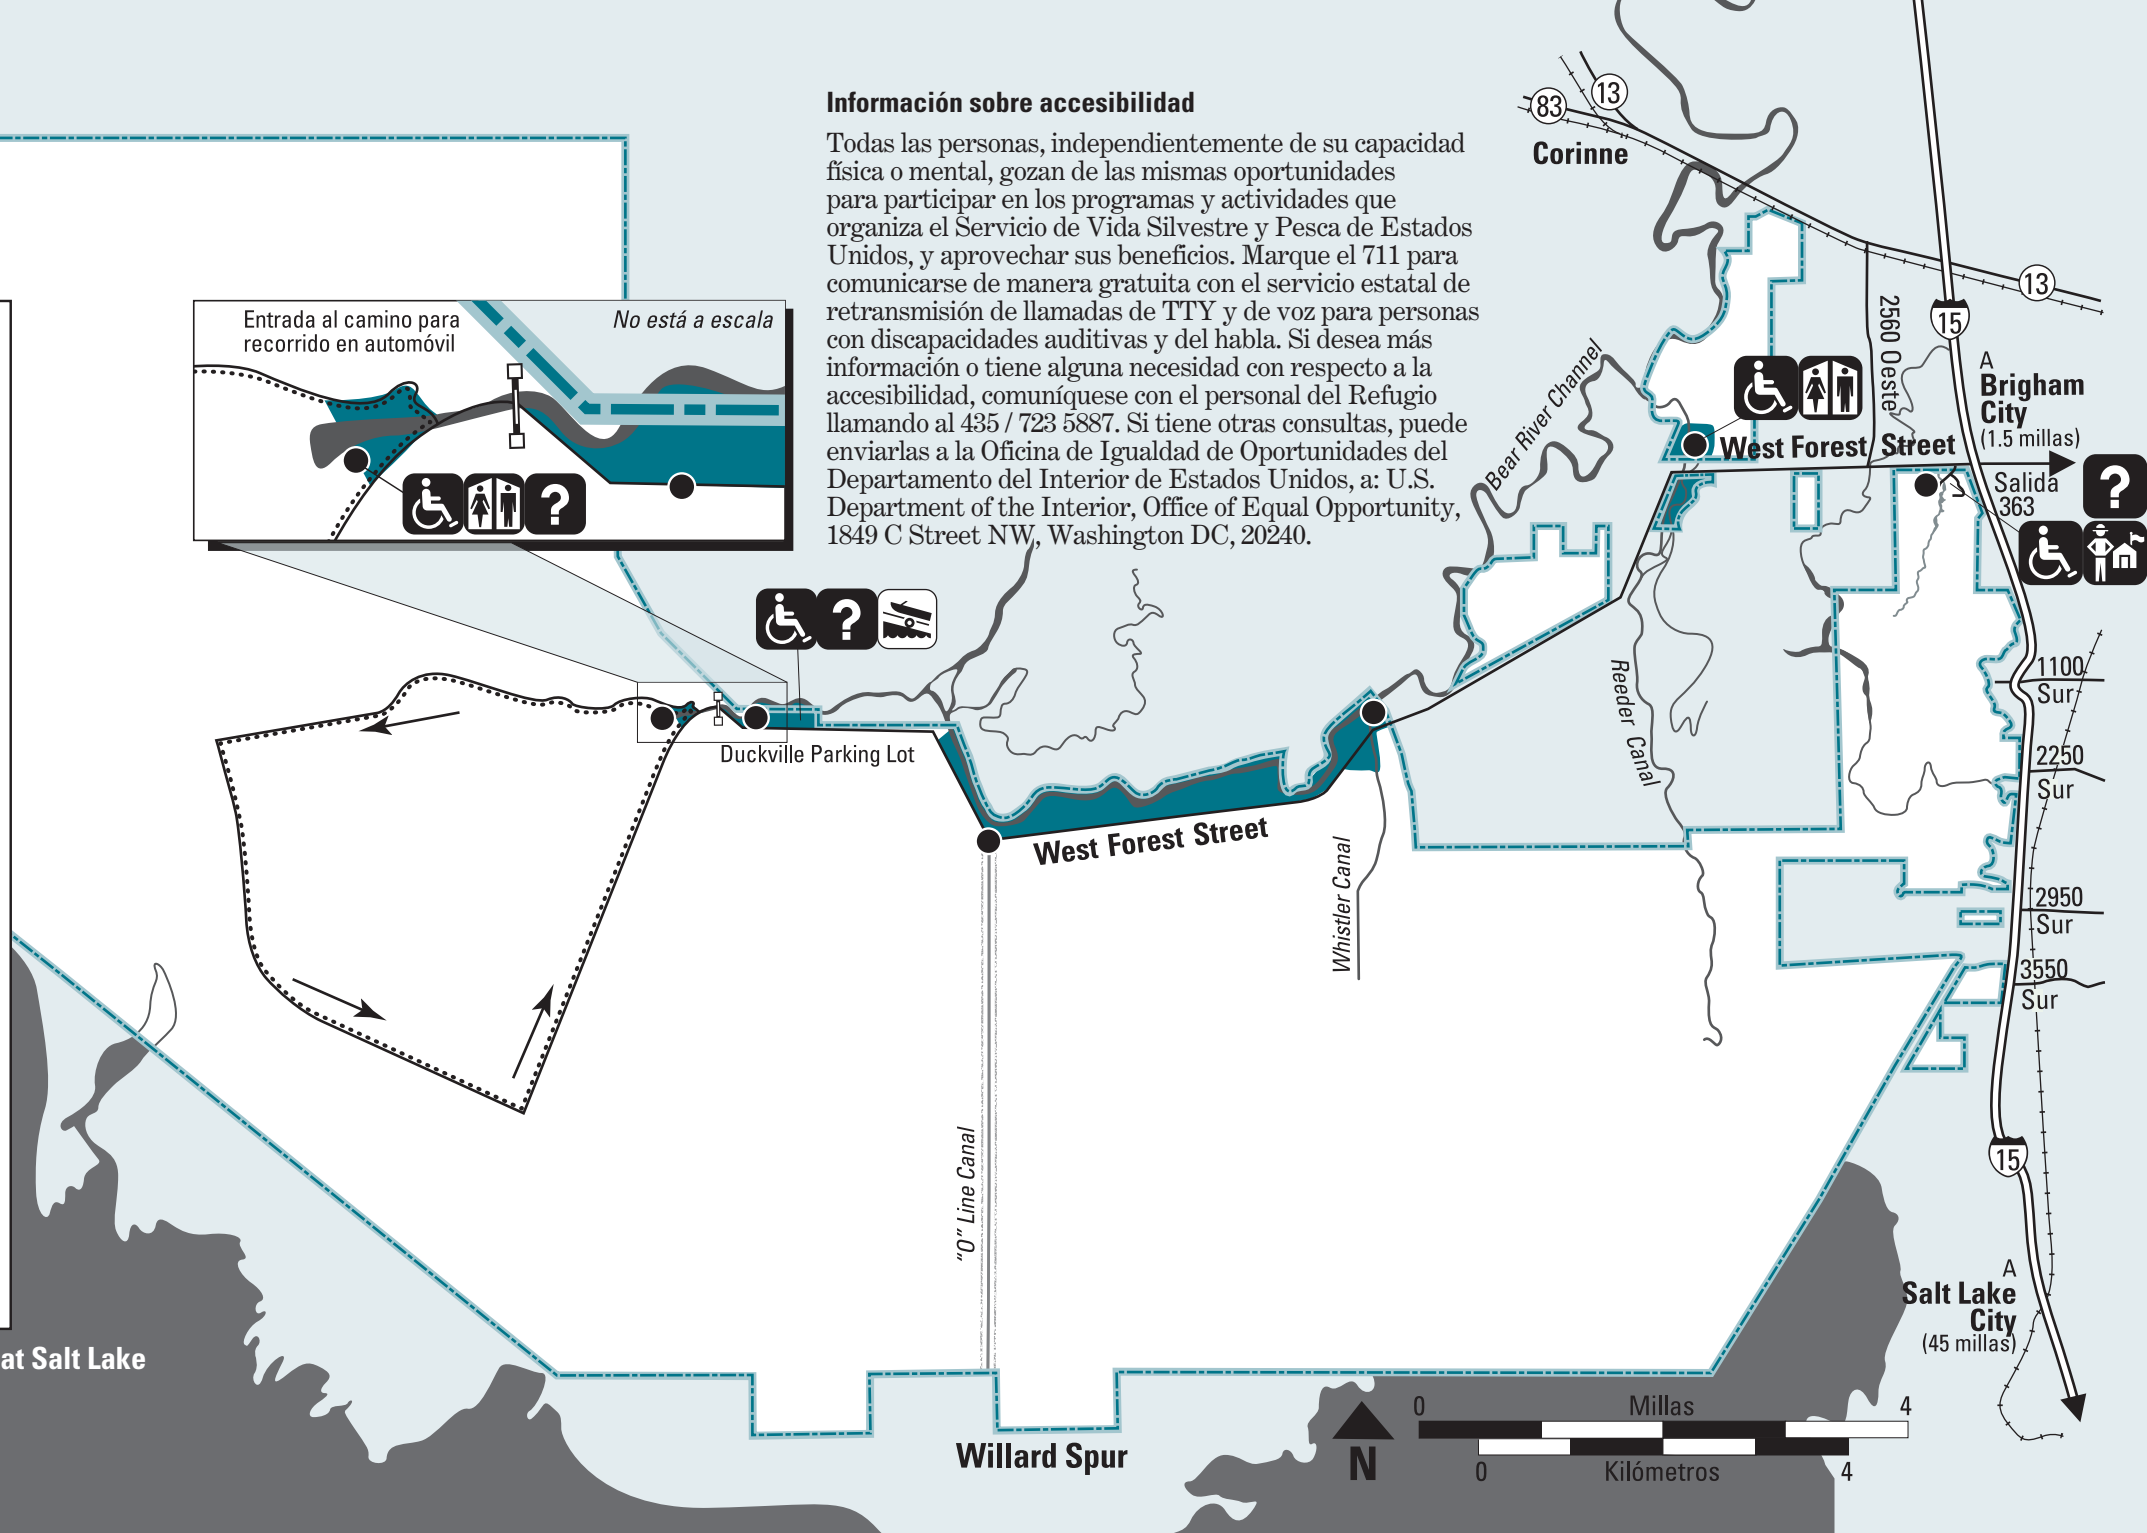 Información sobre accesibilidad
Todas las personas, independientemente de su capacidad
física o mental, gozan de las mismas oportunidades
para participar en los programas y actividades que
organiza el Servicio de Vida Silvestre y Pesca de Estados
Unidos, y aprovechar sus beneficios. Marque el 711 para
comunicarse de manera gratuita con el servicio estatal de
retransmisión de llamadas de TTY y de voz para personas
con discapacidades auditivas y del habla. Si desea más
información o tiene alguna necesidad con respecto a la
accesibilidad, comuníquese con el personal del Refugio
llamando al 435 / 723 5887. Si tiene otras consultas, puede
enviarlas a la Oficina de Igualdad de Oportunidades del
Departamento del Interior de Estados Unidos, a: U.S.
Department of the Interior, Office of Equal Opportunity,
1849 C Street NW, Washington DC, 20240.
Entrada al camino para
recorrido en automóvil
No está a escala
?
83
13
Corinne
13
15
2560 Oeste
A
Brigham
City
(1.5 millas)
West Forest Street
Salida
363
?
Bear River Channel
?
Reeder Canal
1100
Sur
Duckville Parking Lot
2250
Sur
West Forest Street
Whistler Canal
2950
Sur
3550
Sur
"O" Line Canal
15
A
Salt Lake
City
(45 millas)
at Salt Lake
Willard Spur
N
0 Millas 4
0 Kilómetros 4